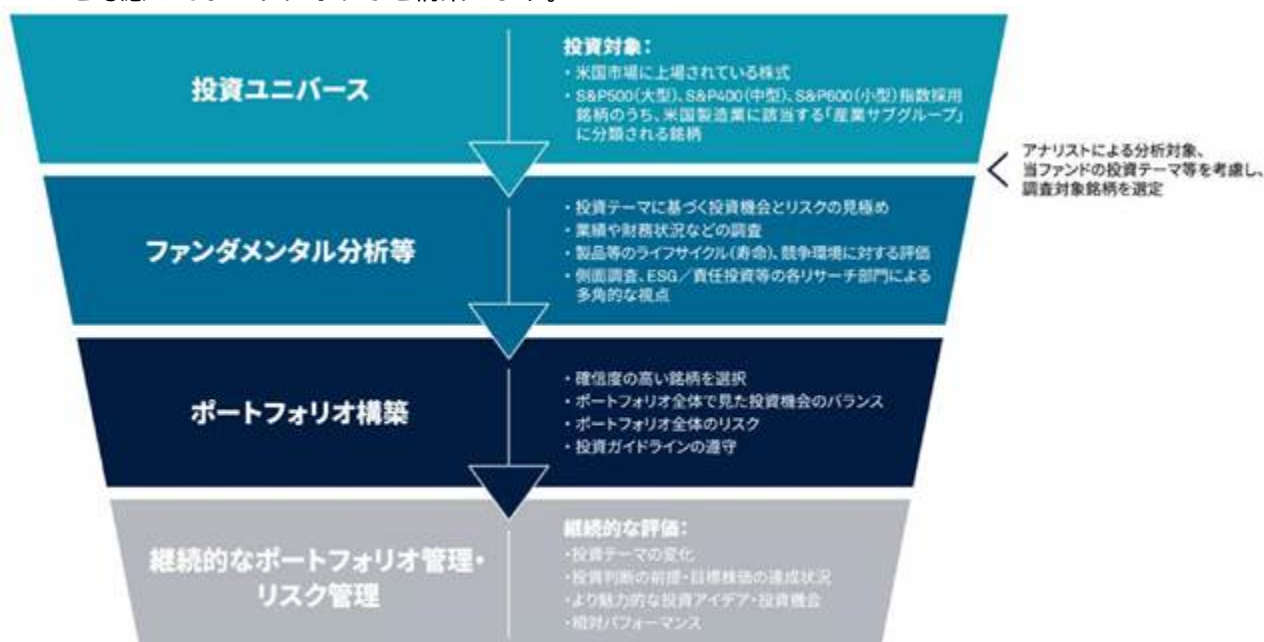 投資ユニバース
投資対象：
・米国市場に上場されている株式
・S&P500(大型)、S&P400(中型)、S&P600(小型)指数採用
銘柄のうち、米国製造業に該当する「産業サブグループ」
に分類される銘柄
アナリストによる分析対象、
当ファンドの投資テーマ等を考慮し、
調査対象銘柄を選定
ファンダメンタル分析等
・投資テーマに基づく投資機会とリスクの見極め
・業績や財務状況などの調査
・製品等のライフサイクル(寿命)、競争環境に対する評価
・側面調査、ESG／責任投資等の各リサーチ部門による
多角的な視点
ポートフォリオ構築
・確信度の高い銘柄を選択
・ポートフォリオ全体で見た投資機会のバランス
・ポートフォリオ全体のリスク
・投資ガイドラインの遵守
継続的なポートフォリオ管理・
リスク管理
継続的な評価：
・投資テーマの変化
・投資判断の前提・目標株価の達成状況
・より魅力的な投資アイデア・投資機会
・相対パフォーマンス